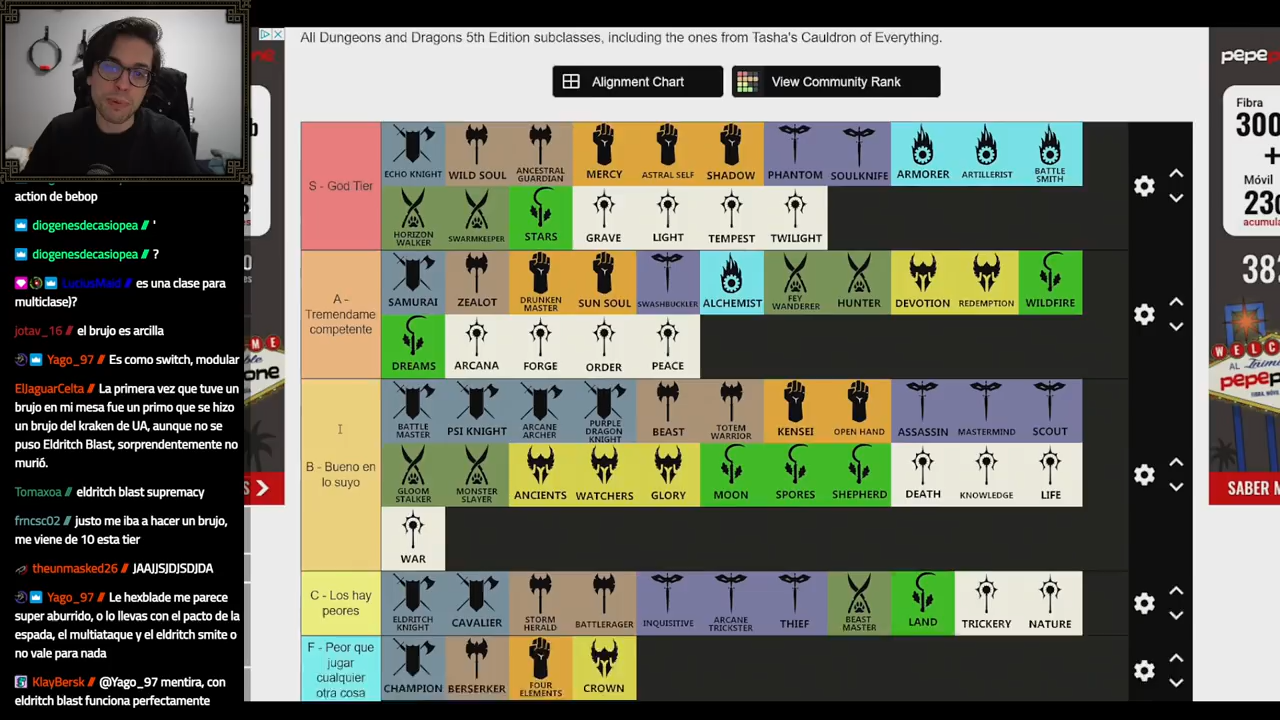 action de bebop
diogenesdecasiopea // '
diogenesdecasiopea // ?
LuciusMaid // es una clase para
multiclase)?
jotav_16 // el brujo es arcilla
Yago_97 // Es como switch, modular
ElJaguarCelta // La primera vez que tuve un
brujo en mi mesa fue un primo que se hizo
un brujo del kraken de UA, aunque no se
puso Eldritch Blast, sorprendentemente no
murió.
Tomaxoa // eldritch blast supremacy
frncsc02 // justo me iba a hacer un brujo,
me viene de 10 esta tier
theunmasked26 // JAAJJSJDJSDJDA
Yago_97 // Le hexblade me parece
super aburrido, o lo llevas con el pacto de la
espada, el multiataque y el eldritch smite o
no vale para nada
KlayBersk // @Yago_97 mentira, con
eldritch blast funciona perfectamente
All Dungeons and Dragons 5th Edition subclasses, including the ones from Tasha's Cauldron of Everything.
Alignment Chart
View Community Rank
S - God Tier
ECHO KNIGHT
WILD SOUL
ANCESTRAL
GUARDIAN
MERCY
ASTRAL SELF
SHADOW
PHANTOM
SOULKNIFE
ARMORER
ARTILLERIST
BATTLE
SMITH
HORIZON
WALKER
SWARMKEEPER
STARS
GRAVE
LIGHT
TEMPEST
TWILIGHT
A -
Tremendame
competente
SAMURAI
ZEALOT
DRUNKEN
MASTER
SUN SOUL
SWASHBUCKLER
ALCHEMIST
FEY
WANDERER
HUNTER
DEVOTION
REDEMPTION
WILDFIRE
DREAMS
ARCANA
FORGE
ORDER
PEACE
B - Bueno en
lo suyo
BATTLE
MASTER
PSI KNIGHT
ARCANE
ARCHER
PURPLE
DRAGON
KNIGHT
BEAST
TOTEM
WARRIOR
KENSEI
OPEN HAND
ASSASSIN
MASTERMIND
SCOUT
GLOOM
STALKER
MONSTER
SLAYER
ANCIENTS
WATCHERS
GLORY
MOON
SPORES
SHEPHERD
DEATH
KNOWLEDGE
LIFE
WAR
C - Los hay
peores
ELDRITCH
KNIGHT
CAVALIER
STORM
HERALD
BATTLERAGER
INQUISITIVE
ARCANE
TRICKSTER
THIEF
BEAST
MASTER
LAND
TRICKERY
NATURE
F - Peor que
jugar
cualquier
otra cosa
CHAMPION
BERSERKER
FOUR
ELEMENTS
CROWN
pepep
Fibra
300
+
Móvil
23
acumula
38
WELC
AL
pepep
SABER M